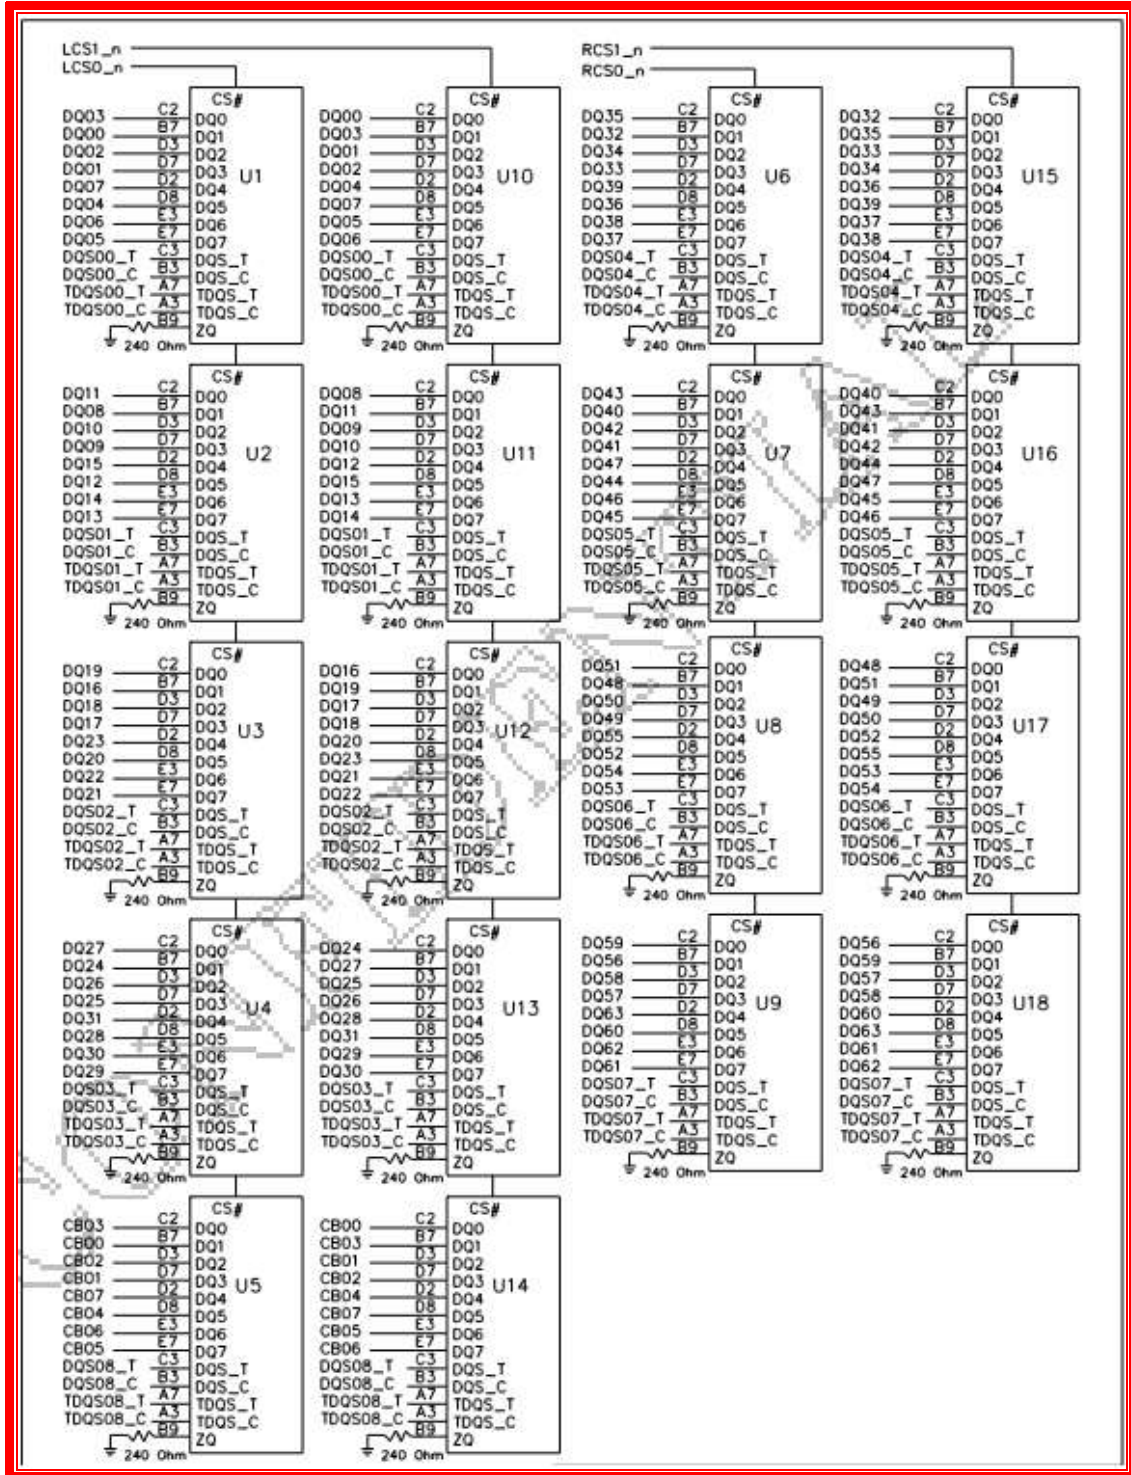 LCS1_n
LCS0_n
RCS1_n
RCS0_n
CS#
DQ03 C2 DQ0
DQ00 B7 DQ1
DQ02 D3 DQ2
DQ01 D7 DQ3 U1
DQ07 D2 DQ4
DQ04 D8 DQ5
DQ06 E3 DQ6
DQ05 E7 DQ7
DQS00_T C3 DQS_T
DQS00_C B3 DQS_C
TDQS00_T A7 TDQS_T
TDQS00_C A3 TDQS_C
B9 ZQ
240 Ohm
CS#
DQ11 C2 DQ0
DQ08 B7 DQ1
DQ10 D3 DQ2
DQ09 D7 DQ3 U2
DQ15 D2 DQ4
DQ12 D8 DQ5
DQ14 E3 DQ6
DQ13 E7 DQ7
DQS01_T C3 DQS_T
DQS01_C B3 DQS_C
TDQS01_T A7 TDQS_T
TDQS01_C A3 TDQS_C
B9 ZQ
240 Ohm
CS#
DQ19 C2 DQ0
DQ16 B7 DQ1
DQ18 D3 DQ2
DQ17 D7 DQ3 U3
DQ23 D2 DQ4
DQ20 D8 DQ5
DQ22 E3 DQ6
DQ21 E7 DQ7
DQS02_T C3 DQS_T
DQS02_C B3 DQS_C
TDQS02_T A7 TDQS_T
TDQS02_C A3 TDQS_C
B9 ZQ
240 Ohm
CS#
DQ27 C2 DQ0
DQ24 B7 DQ1
DQ26 D3 DQ2
DQ25 D7 DQ3 U4
DQ31 D2 DQ4
DQ28 D8 DQ5
DQ30 E3 DQ6
DQ29 E7 DQ7
DQS03_T C3 DQS_T
DQS03_C B3 DQS_C
TDQS03_T A7 TDQS_T
TDQS03_C A3 TDQS_C
B9 ZQ
240 Ohm
CS#
CB03 C2 DQ0
CB00 B7 DQ1
CB02 D3 DQ2
CB01 D7 DQ3 U5
CB07 D2 DQ4
CB04 D8 DQ5
CB06 E3 DQ6
CB05 E7 DQ7
DQS08_T C3 DQS_T
DQS08_C B3 DQS_C
TDQS08_T A7 TDQS_T
TDQS08_C A3 TDQS_C
B9 ZQ
240 Ohm
CS#
DQ00 C2 DQ0
DQ03 B7 DQ1
DQ01 D3 DQ2
DQ02 D7 DQ3 U10
DQ04 D2 DQ4
DQ07 D8 DQ5
DQ05 E3 DQ6
DQ06 E7 DQ7
DQS00_T C3 DQS_T
DQS00_C B3 DQS_C
TDQS00_T A7 TDQS_T
TDQS00_C A3 TDQS_C
B9 ZQ
240 Ohm
CS#
DQ08 C2 DQ0
DQ11 B7 DQ1
DQ09 D3 DQ2
DQ10 D7 DQ3 U11
DQ12 D2 DQ4
DQ15 D8 DQ5
DQ13 E3 DQ6
DQ14 E7 DQ7
DQS01_T C3 DQS_T
DQS01_C B3 DQS_C
TDQS01_T A7 TDQS_T
TDQS01_C A3 TDQS_C
B9 ZQ
240 Ohm
CS#
DQ16 C2 DQ0
DQ19 B7 DQ1
DQ17 D3 DQ2
DQ18 D7 DQ3 U12
DQ20 D2 DQ4
DQ23 D8 DQ5
DQ21 E3 DQ6
DQ22 E7 DQ7
DQS02_T C3 DQS_T
DQS02_C B3 DQS_C
TDQS02_T A7 TDQS_T
TDQS02_C A3 TDQS_C
B9 ZQ
240 Ohm
CS#
DQ24 C2 DQ0
DQ27 B7 DQ1
DQ25 D3 DQ2
DQ26 D7 DQ3 U13
DQ28 D2 DQ4
DQ31 D8 DQ5
DQ29 E3 DQ6
DQ30 E7 DQ7
DQS03_T C3 DQS_T
DQS03_C B3 DQS_C
TDQS03_T A7 TDQS_T
TDQS03_C A3 TDQS_C
B9 ZQ
240 Ohm
CS#
CB00 C2 DQ0
CB03 B7 DQ1
CB01 D3 DQ2
CB02 D7 DQ3 U14
CB04 D2 DQ4
CB07 D8 DQ5
CB05 E3 DQ6
CB06 E7 DQ7
DQS08_T C3 DQS_T
DQS08_C B3 DQS_C
TDQS08_T A7 TDQS_T
TDQS08_C A3 TDQS_C
B9 ZQ
240 Ohm
CS#
DQ35 C2 DQ0
DQ32 B7 DQ1
DQ34 D3 DQ2
DQ33 D7 DQ3 U6
DQ39 D2 DQ4
DQ36 D8 DQ5
DQ38 E3 DQ6
DQ37 E7 DQ7
DQS04_T C3 DQS_T
DQS04_C B3 DQS_C
TDQS04_T A7 TDQS_T
TDQS04_C A3 TDQS_C
B9 ZQ
240 Ohm
CS#
DQ43 C2 DQ0
DQ40 B7 DQ1
DQ42 D3 DQ2
DQ41 D7 DQ3 U7
DQ47 D2 DQ4
DQ44 D8 DQ5
DQ46 E3 DQ6
DQ45 E7 DQ7
DQS05_T C3 DQS_T
DQS05_C B3 DQS_C
TDQS05_T A7 TDQS_T
TDQS05_C A3 TDQS_C
B9 ZQ
240 Ohm
CS#
DQ51 C2 DQ0
DQ48 B7 DQ1
DQ50 D3 DQ2
DQ49 D7 DQ3 U8
DQ55 D2 DQ4
DQ52 D8 DQ5
DQ54 E3 DQ6
DQ53 E7 DQ7
DQS06_T C3 DQS_T
DQS06_C B3 DQS_C
TDQS06_T A7 TDQS_T
TDQS06_C A3 TDQS_C
B9 ZQ
240 Ohm
CS#
DQ59 C2 DQ0
DQ56 B7 DQ1
DQ58 D3 DQ2
DQ57 D7 DQ3 U9
DQ63 D2 DQ4
DQ60 D8 DQ5
DQ62 E3 DQ6
DQ61 E7 DQ7
DQS07_T C3 DQS_T
DQS07_C B3 DQS_C
TDQS07_T A7 TDQS_T
TDQS07_C A3 TDQS_C
B9 ZQ
240 Ohm
CS#
DQ32 C2 DQ0
DQ35 B7 DQ1
DQ33 D3 DQ2
DQ34 D7 DQ3 U15
DQ36 D2 DQ4
DQ39 D8 DQ5
DQ37 E3 DQ6
DQ38 E7 DQ7
DQS04_T C3 DQS_T
DQS04_C B3 DQS_C
TDQS04_T A7 TDQS_T
TDQS04_C A3 TDQS_C
B9 ZQ
240 Ohm
CS#
DQ40 C2 DQ0
DQ43 B7 DQ1
DQ41 D3 DQ2
DQ42 D7 DQ3 U16
DQ44 D2 DQ4
DQ47 D8 DQ5
DQ45 E3 DQ6
DQ46 E7 DQ7
DQS05_T C3 DQS_T
DQS05_C B3 DQS_C
TDQS05_T A7 TDQS_T
TDQS05_C A3 TDQS_C
B9 ZQ
240 Ohm
CS#
DQ48 C2 DQ0
DQ51 B7 DQ1
DQ49 D3 DQ2
DQ50 D7 DQ3 U17
DQ52 D2 DQ4
DQ55 D8 DQ5
DQ53 E3 DQ6
DQ54 E7 DQ7
DQS06_T C3 DQS_T
DQS06_C B3 DQS_C
TDQS06_T A7 TDQS_T
TDQS06_C A3 TDQS_C
B9 ZQ
240 Ohm
CS#
DQ56 C2 DQ0
DQ59 B7 DQ1
DQ57 D3 DQ2
DQ58 D7 DQ3 U18
DQ60 D2 DQ4
DQ63 D8 DQ5
DQ61 E3 DQ6
DQ62 E7 DQ7
DQS07_T C3 DQS_T
DQS07_C B3 DQS_C
TDQS07_T A7 TDQS_T
TDQS07_C A3 TDQS_C
B9 ZQ
240 Ohm